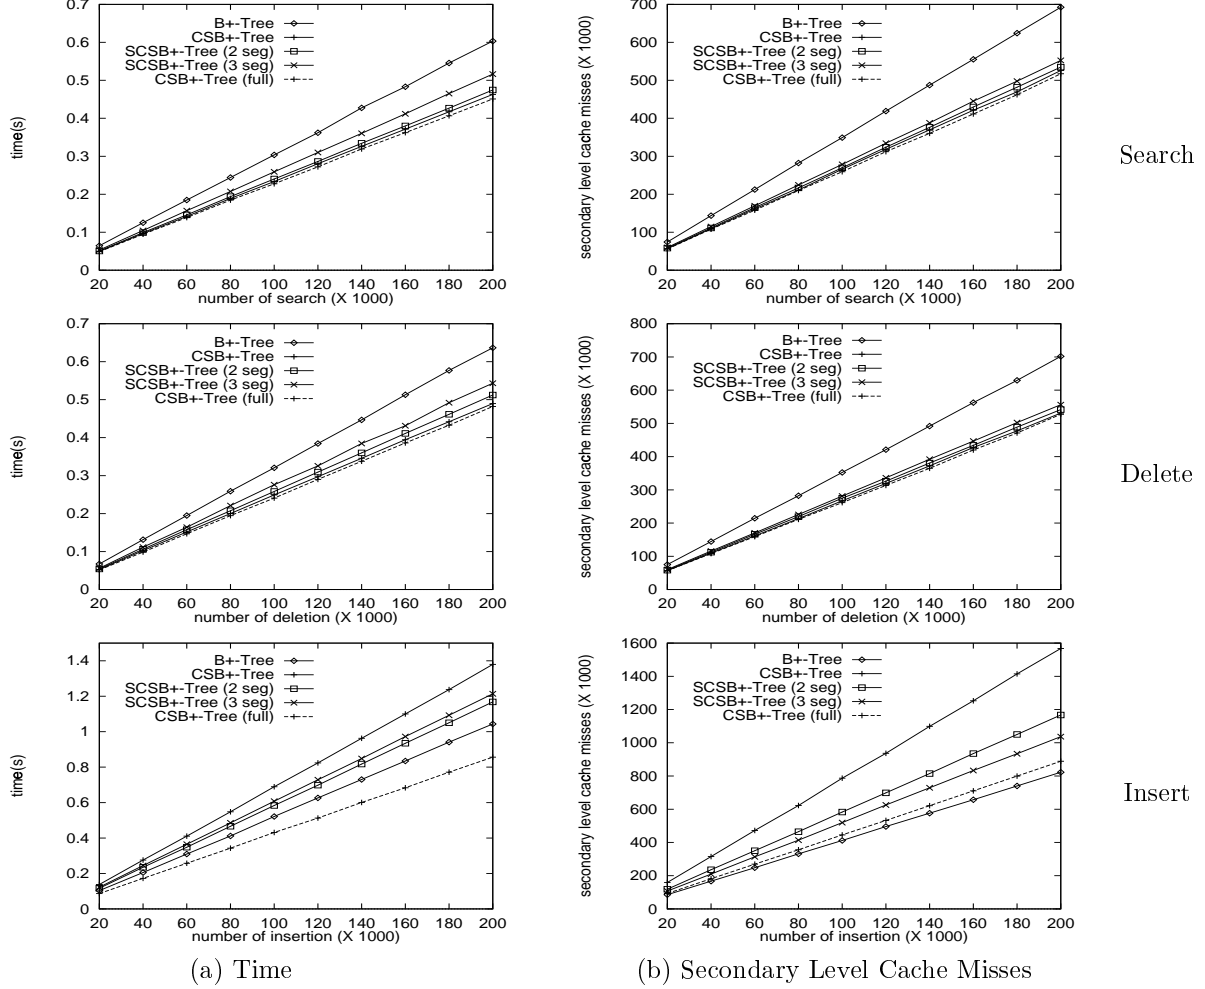 0.7
0.6
0.5
0.4
0.3
0.2
0.1
0
20 40 60 80 100 120 140 160 180 200
time(s)
number of search (X 1000)
B+-Tree
CSB+-Tree
SCSB+-Tree (2 seg)
SCSB+-Tree (3 seg)
CSB+-Tree (full)
700
600
500
400
300
200
100
0
20 40 60 80 100 120 140 160 180 200
secondary level cache misses (X 1000)
number of search (X 1000)
B+-Tree
CSB+-Tree
SCSB+-Tree (2 seg)
SCSB+-Tree (3 seg)
CSB+-Tree (full)
Search
0.7
0.6
0.5
0.4
0.3
0.2
0.1
0
20 40 60 80 100 120 140 160 180 200
time(s)
number of deletion (X 1000)
B+-Tree
CSB+-Tree
SCSB+-Tree (2 seg)
SCSB+-Tree (3 seg)
CSB+-Tree (full)
800
700
600
500
400
300
200
100
0
20 40 60 80 100 120 140 160 180 200
secondary level cache misses (X 1000)
number of deletion (X 1000)
B+-Tree
CSB+-Tree
SCSB+-Tree (2 seg)
SCSB+-Tree (3 seg)
CSB+-Tree (full)
Delete
1.4
1.2
1
0.8
0.6
0.4
0.2
0
20 40 60 80 100 120 140 160 180 200
time(s)
number of insertion (X 1000)
B+-Tree
CSB+-Tree
SCSB+-Tree (2 seg)
SCSB+-Tree (3 seg)
CSB+-Tree (full)
1600
1400
1200
1000
800
600
400
200
0
20 40 60 80 100 120 140 160 180 200
secondary level cache misses (X 1000)
number of insertion (X 1000)
B+-Tree
CSB+-Tree
SCSB+-Tree (2 seg)
SCSB+-Tree (3 seg)
CSB+-Tree (full)
Insert
(a) Time
(b) Secondary Level Cache Misses